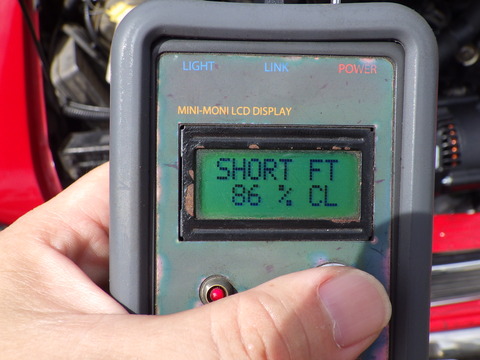 LIGHT LINK POWER
MINI-MONI LCD DISPLAY
SHORT FT
86 % CL